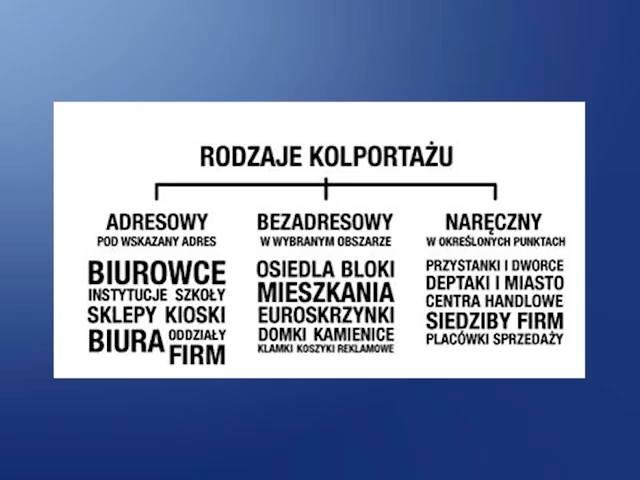 RODZAJE KOLPORTAŻU
ADRESOWY
POD WSKAZANY ADRES
BIUROWCE
INSTYTUCJE SZKOŁY
SKLEPY KIOSKI
BIURA ODDZIAŁY
FIRM
BEZADRESOWY
W WYBRANYM OBSZARZE
OSIEDLA BLOKI
MIESZKANIA
EUROSKRZYNKI
DOMKI KAMIENICE
KLAMKI KOSZYKI REKLAMOWE
NARĘCZNY
W OKREŚLONYCH PUNKTACH
PRZYSTANKI I DWORCE
DEPTAKI I MIASTO
CENTRA HANDLOWE
SIEDZIBY FIRM
PLACÓWKI SPRZEDAŻY